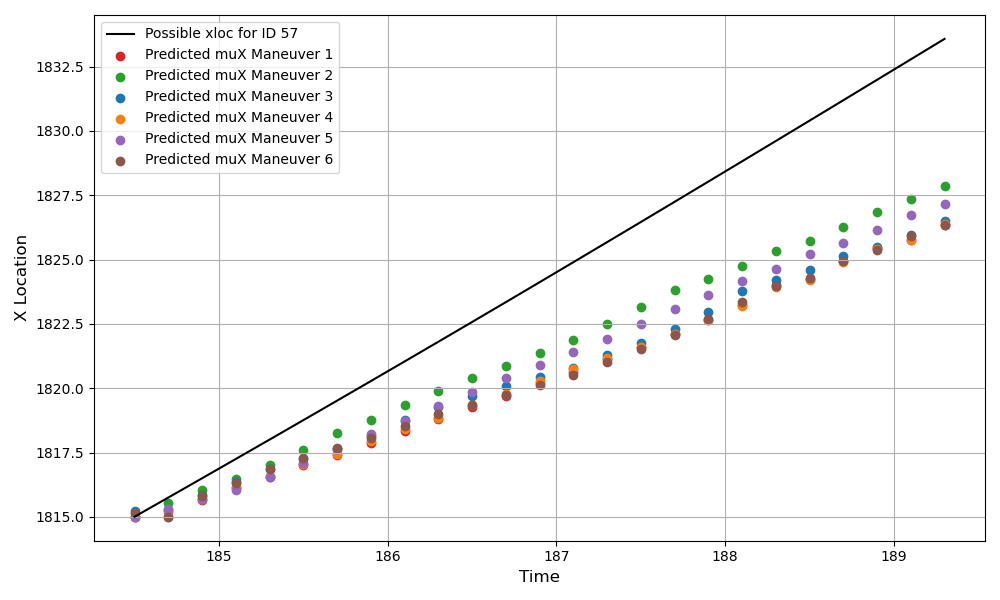 Possible xloc for ID 57
Predicted muX Maneuver 1
Predicted muX Maneuver 2
Predicted muX Maneuver 3
Predicted muX Maneuver 4
Predicted muX Maneuver 5
Predicted muX Maneuver 6
X Location
1832.5
1830.0
1827.5
1825.0
1822.5
1820.0
1817.5
1815.0
185
186
187
188
189
Time